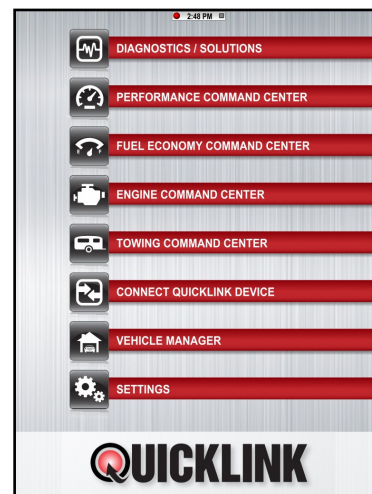 2:48 PM
DIAGNOSTICS / SOLUTIONS
PERFORMANCE COMMAND CENTER
FUEL ECONOMY COMMAND CENTER
ENGINE COMMAND CENTER
TOWING COMMAND CENTER
CONNECT QUICKLINK DEVICE
VEHICLE MANAGER
SETTINGS
QUICKLINK